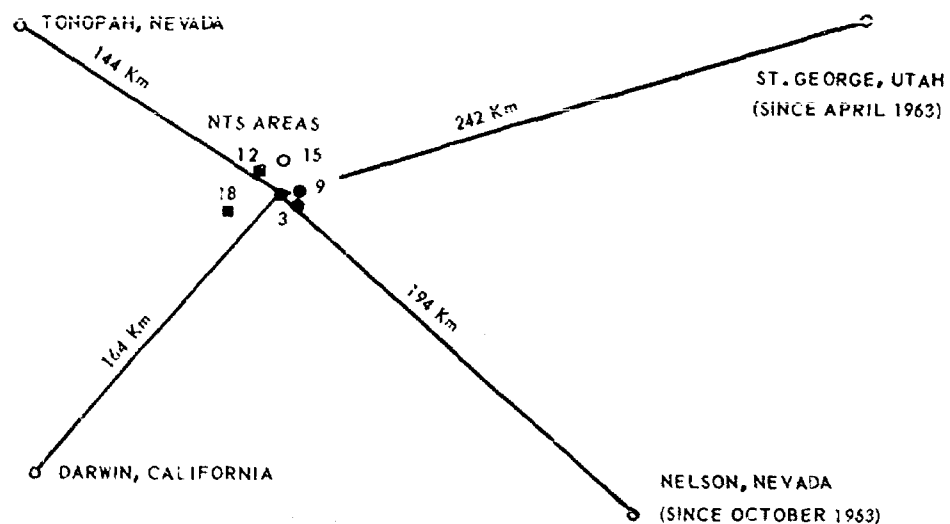 TONOPAH, NEVADA
144 Km
ST. GEORGE, UTAH
(SINCE APRIL 1963)
242 Km
NTS AREAS
12
15
18
9
3
194 Km
164 Km
DARWIN, CALIFORNIA
NELSON, NEVADA
(SINCE OCTOBER 1963)